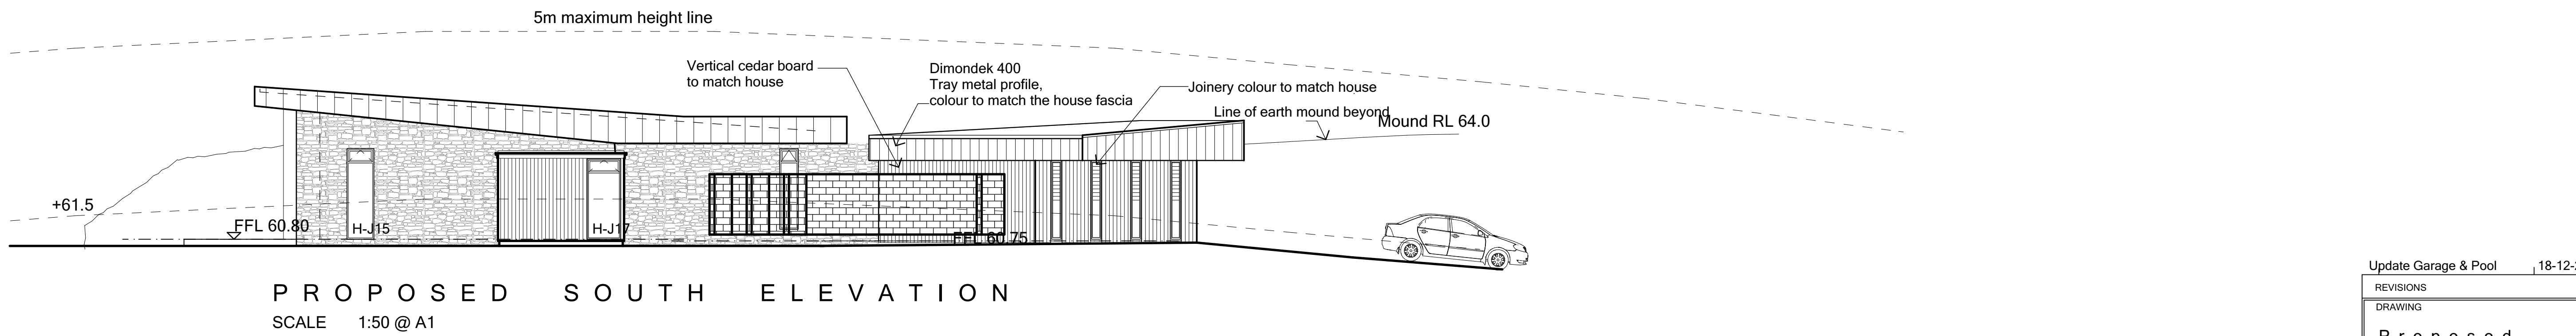 5m maximum height line
Vertical cedar board
to match house
Dimondek 400
Tray metal profile,
colour to match the house fascia
Joinery colour to match house
Line of earth mound beyond
Mound RL 64.0
+61.5
FFL 60.80
H-J15
H-J17
FFL 60.75
PROPOSED SOUTH ELEVATION
SCALE 1:50 @ A1
Update Garage & Pool 18-12-
REVISIONS
DRAWING
Proposed